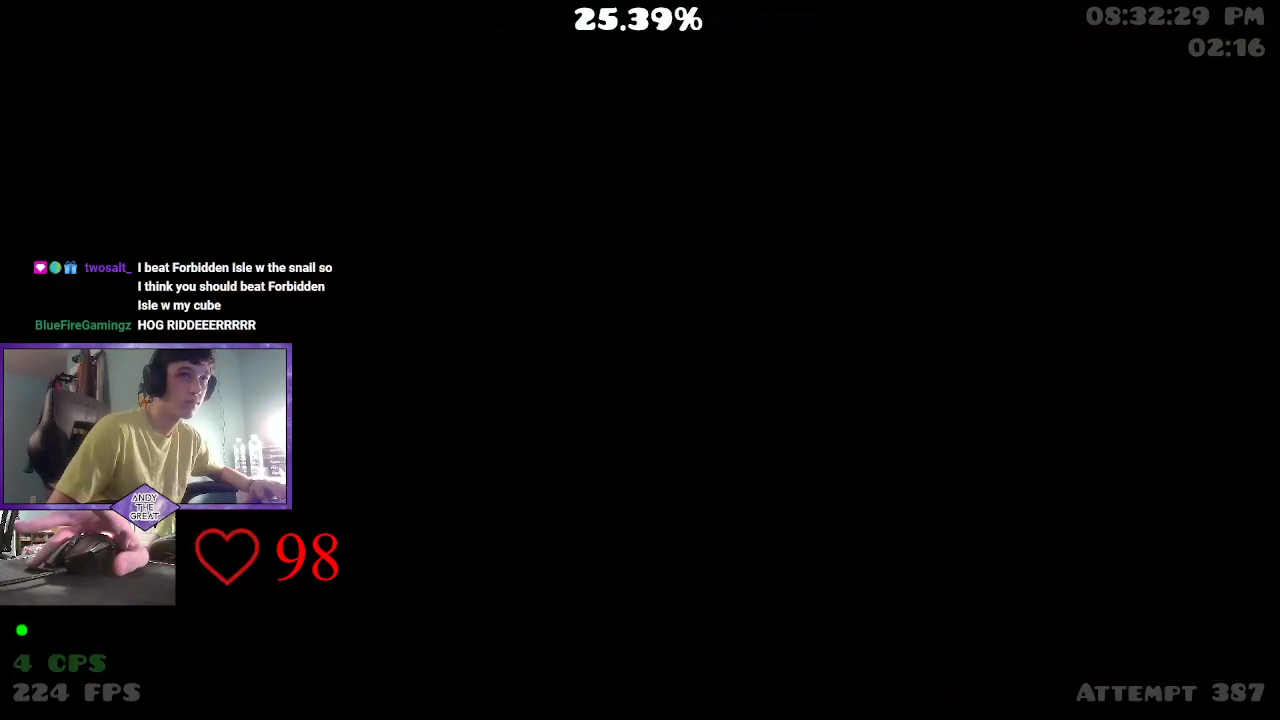 25.39%
08:32:29 PM
02:16
twosalt_ I beat Forbidden Isle w the snail so
I think you should beat Forbidden
Isle w my cube
BlueFireGamingz HOG RIDDEEERRRRR
ANDY
THE
GREAT
98
4 CPS
224 FPS
ATTEMPT 387